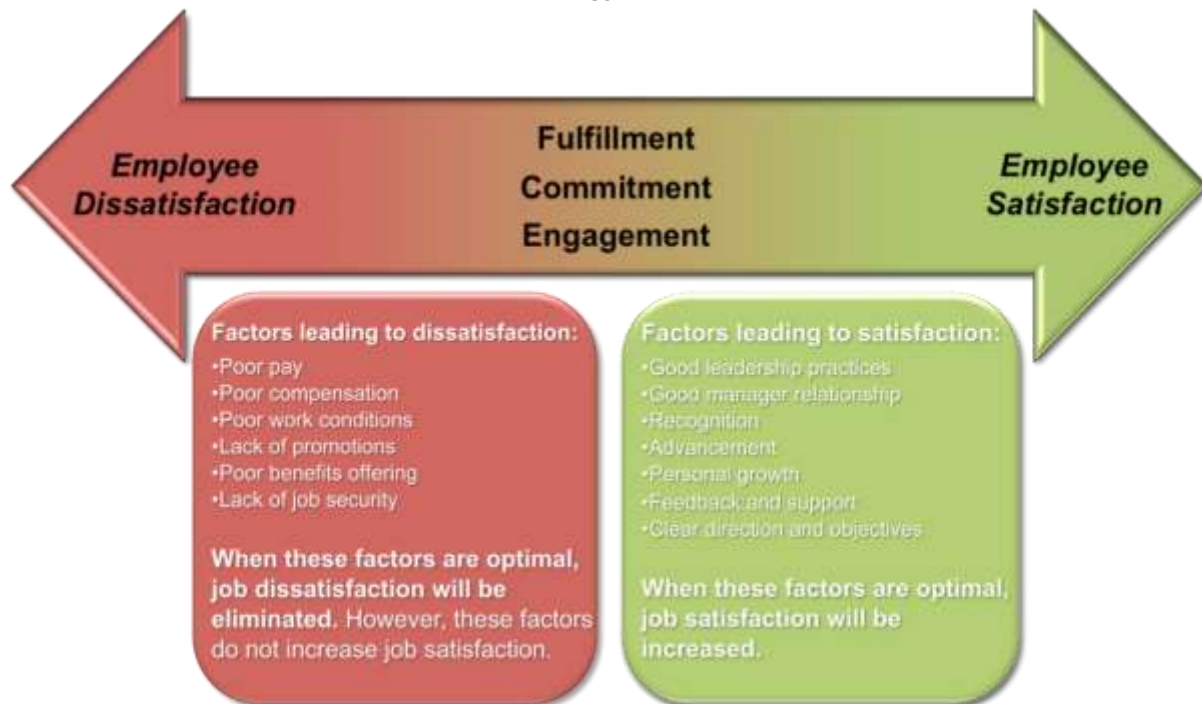 Employee
Dissatisfaction
Fulfillment
Commitment
Engagement
Employee
Satisfaction
Factors leading to dissatisfaction:
•Poor pay
•Poor compensation
•Poor work conditions
•Lack of promotions
•Poor benefits offering
•Lack of job security
When these factors are optimal,
job dissatisfaction will be
eliminated. However, these factors
do not increase job satisfaction.
Factors leading to satisfaction:
•Good leadership practices
•Good manager relationship
•Recognition
•Advancement
•Personal growth
•Feedback and support
•Clear direction and objectives
When these factors are optimal,
job satisfaction will be
increased.